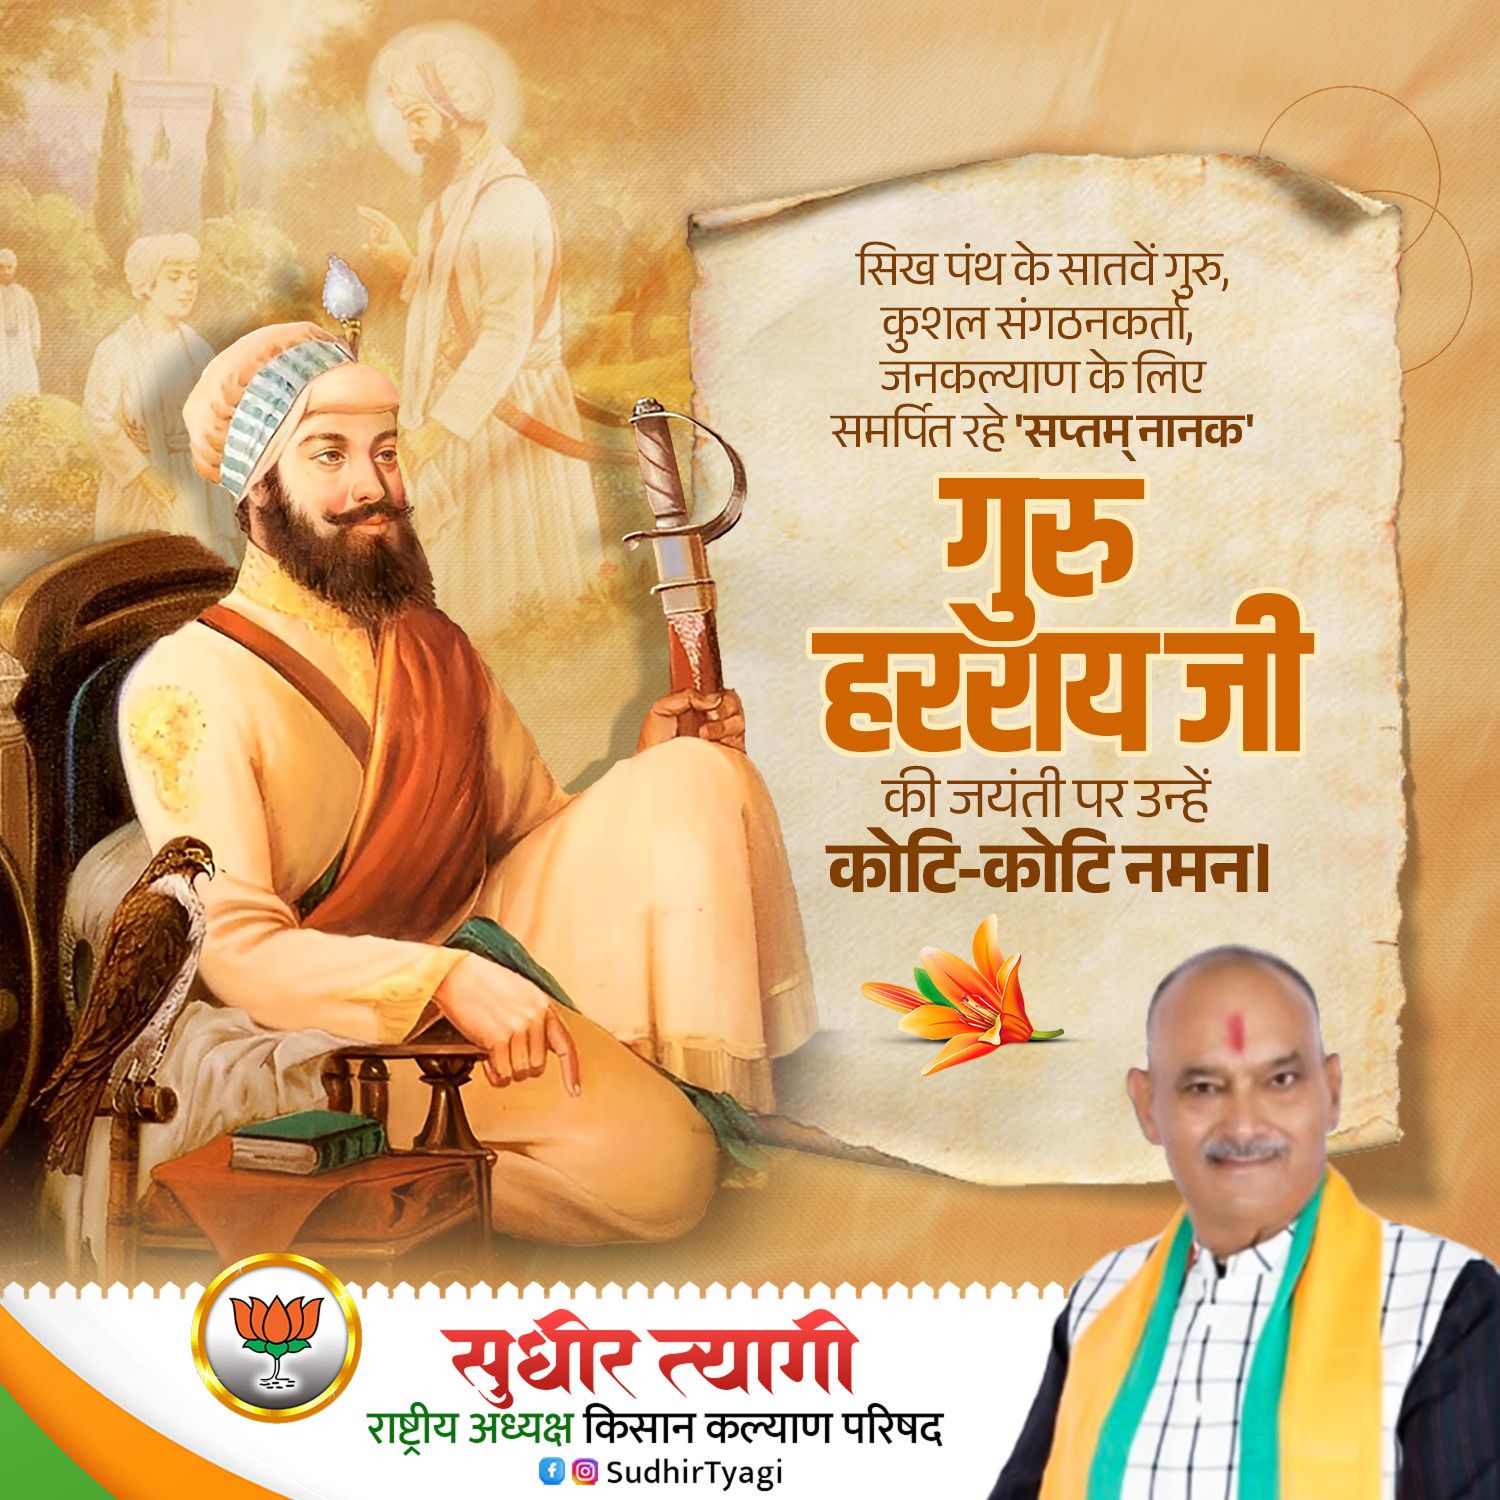 सिख पंथ के सातवें गुरु,
कुशल संगठनकर्ता,
जनकल्याण के लिए
समर्पित रहे 'सप्तम् नानक'
गुरु
हरराय जी
की जयंती पर उन्हें
कोटि-कोटि नमन।
सुधीर त्यागी
राष्ट्रीय अध्यक्ष किसान कल्याण परिषद
SudhirTyagi